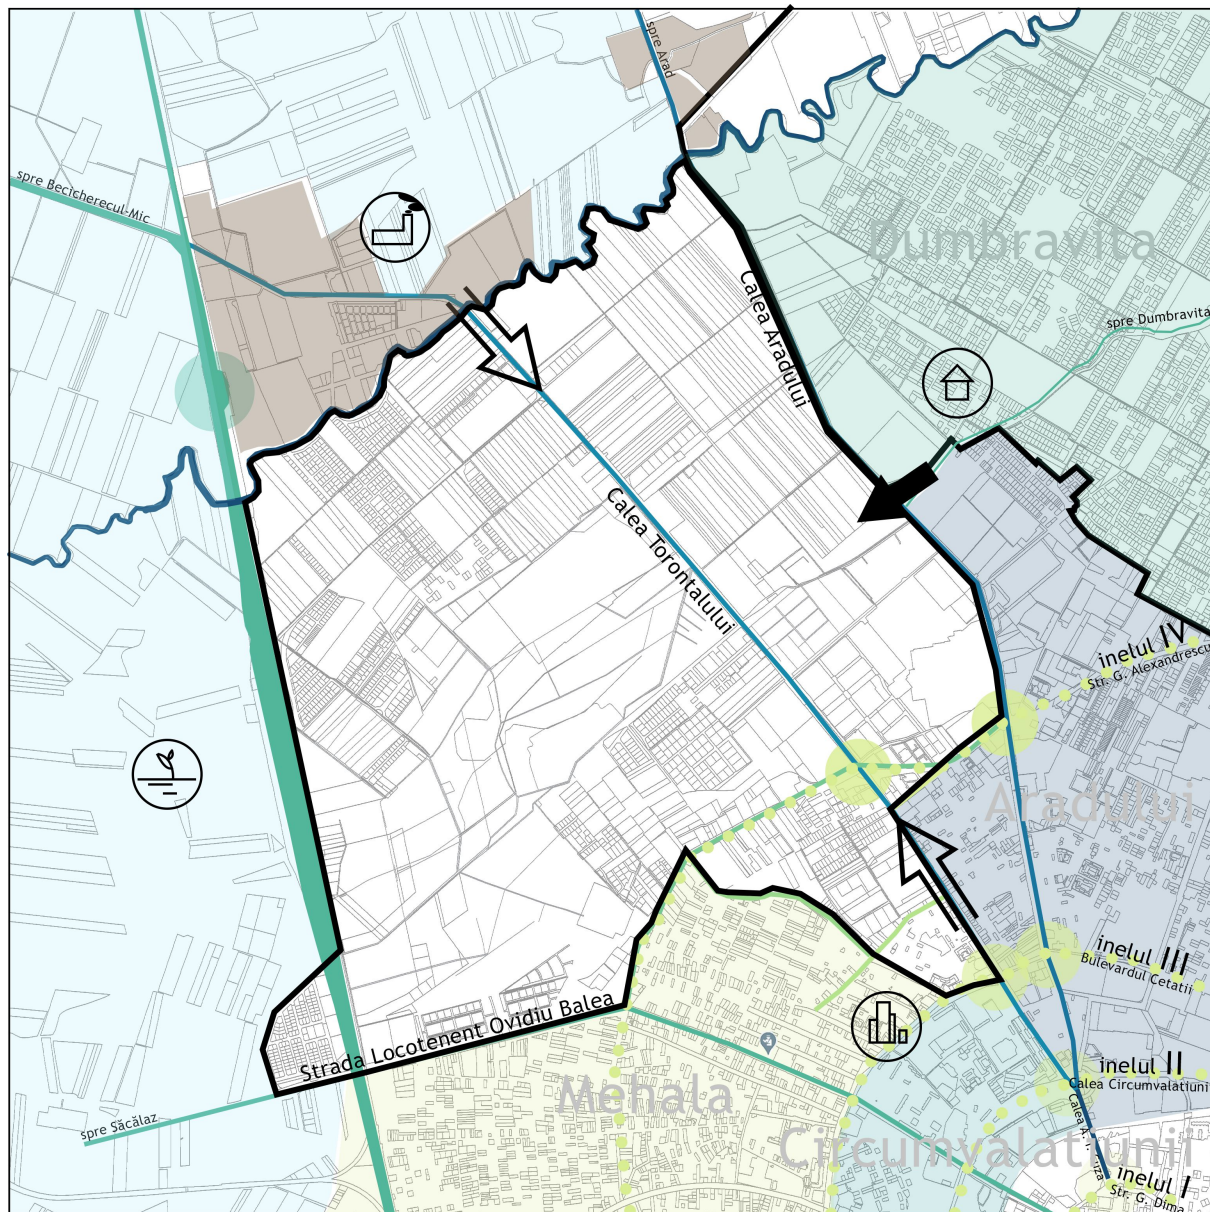 spre Arad
spre Becicherecul-Mic
Dumbravita
Calea Aradului
spre Dumbravita
Calea Torontalului
inelul IV
Str. G. Alexandrescu
Aradului
inelul III
Bulevardul Cetatii
Strada Locotenent Ovidiu Balea
inelul II
Calea Circumvalatiunii
Mehala
spre Săcălaz
Circumvalatiunii
Calea A.
inelul I
Str. G. Dima